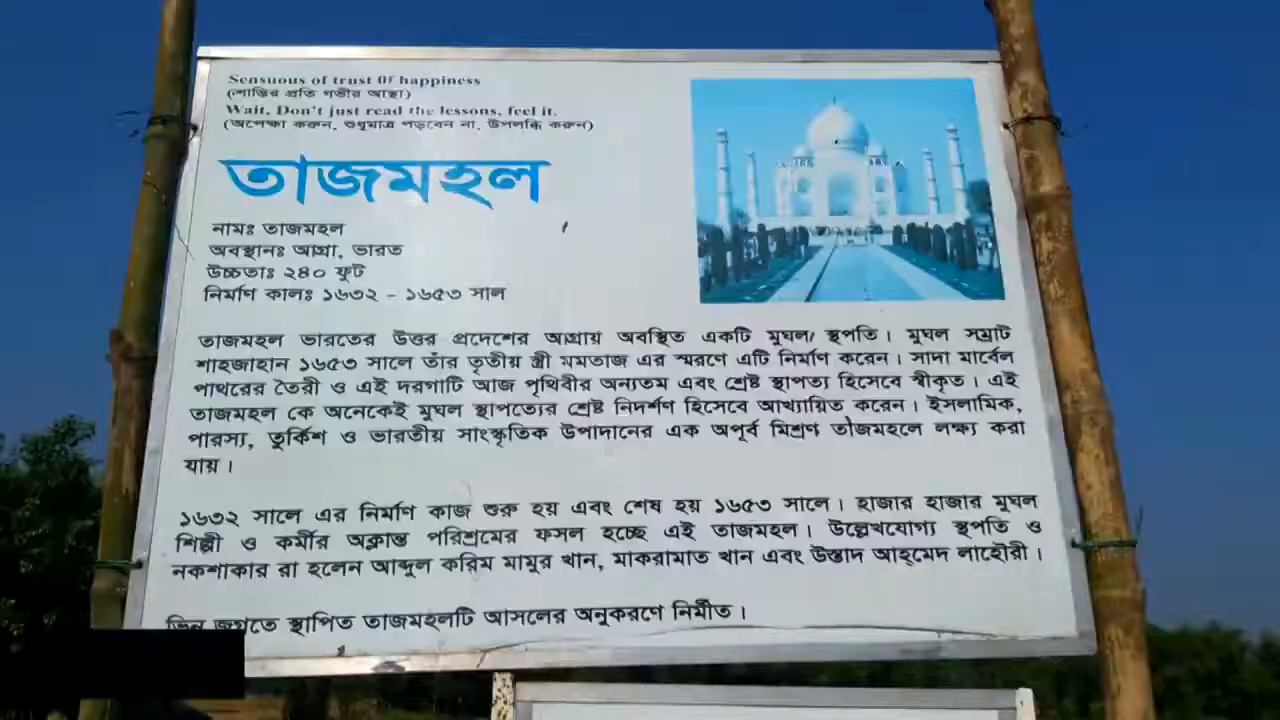 Sensuous of trust of happiness
(শান্তির প্রতি গভীর আস্থা)
Wait, Don't just read the lessons, feel it.
(অপেক্ষা করুন, শুধুমাত্র পড়বেন না, উপলব্ধি করুন)
তাজমহল
নামঃ তাজমহল
অবস্থানঃ আগ্রা, ভারত
উচ্চতাঃ ২৪০ ফুট
নির্মাণ কালঃ ১৬৩২ - ১৬৫৩ সাল
তাজমহল ভারতের উত্তর প্রদেশের আগ্রায় অবস্থিত একটি মুঘল/ স্থপতি। মুঘল সম্রাট
শাহজাহান ১৬৫৩ সালে তাঁর তৃতীয় স্ত্রী মমতাজ এর স্মরণে এটি নির্মাণ করেন। সাদা মার্বেল
পাথরের তৈরী ও এই দরগাটি আজ পৃথিবীর অন্যতম এবং শ্রেষ্ট স্থাপত্য হিসেবে স্বীকৃত। এই
তাজমহল কে অনেকেই মুঘল স্থাপত্যের শ্রেষ্ট নিদর্শণ হিসেবে আখ্যায়িত করেন। ইসলামিক,
পারস্য, তুর্কিশ ও ভারতীয় সাংস্কৃতিক উপাদানের এক অপূর্ব মিশ্রণ তাজমহলে লক্ষ্য করা
যায়।
১৬৩২ সালে এর নির্মাণ কাজ শুরু হয় এবং শেষ হয় ১৬৫৩ সালে। হাজার হাজার মুঘল
শিল্পী ও কর্মীর অক্লান্ত পরিশ্রমের ফসল হচ্ছে এই তাজমহল। উল্লেখযোগ্য স্থপতি ও
নকশাকার রা হলেন আব্দুল করিম মামুর খান, মাকরামাত খান এবং উস্তাদ আহ্‌মেদ লাহৌরী।
ভিন্ন জগতে স্থাপিত তাজমহলটি আসলের অনুকরণে নির্মীত।